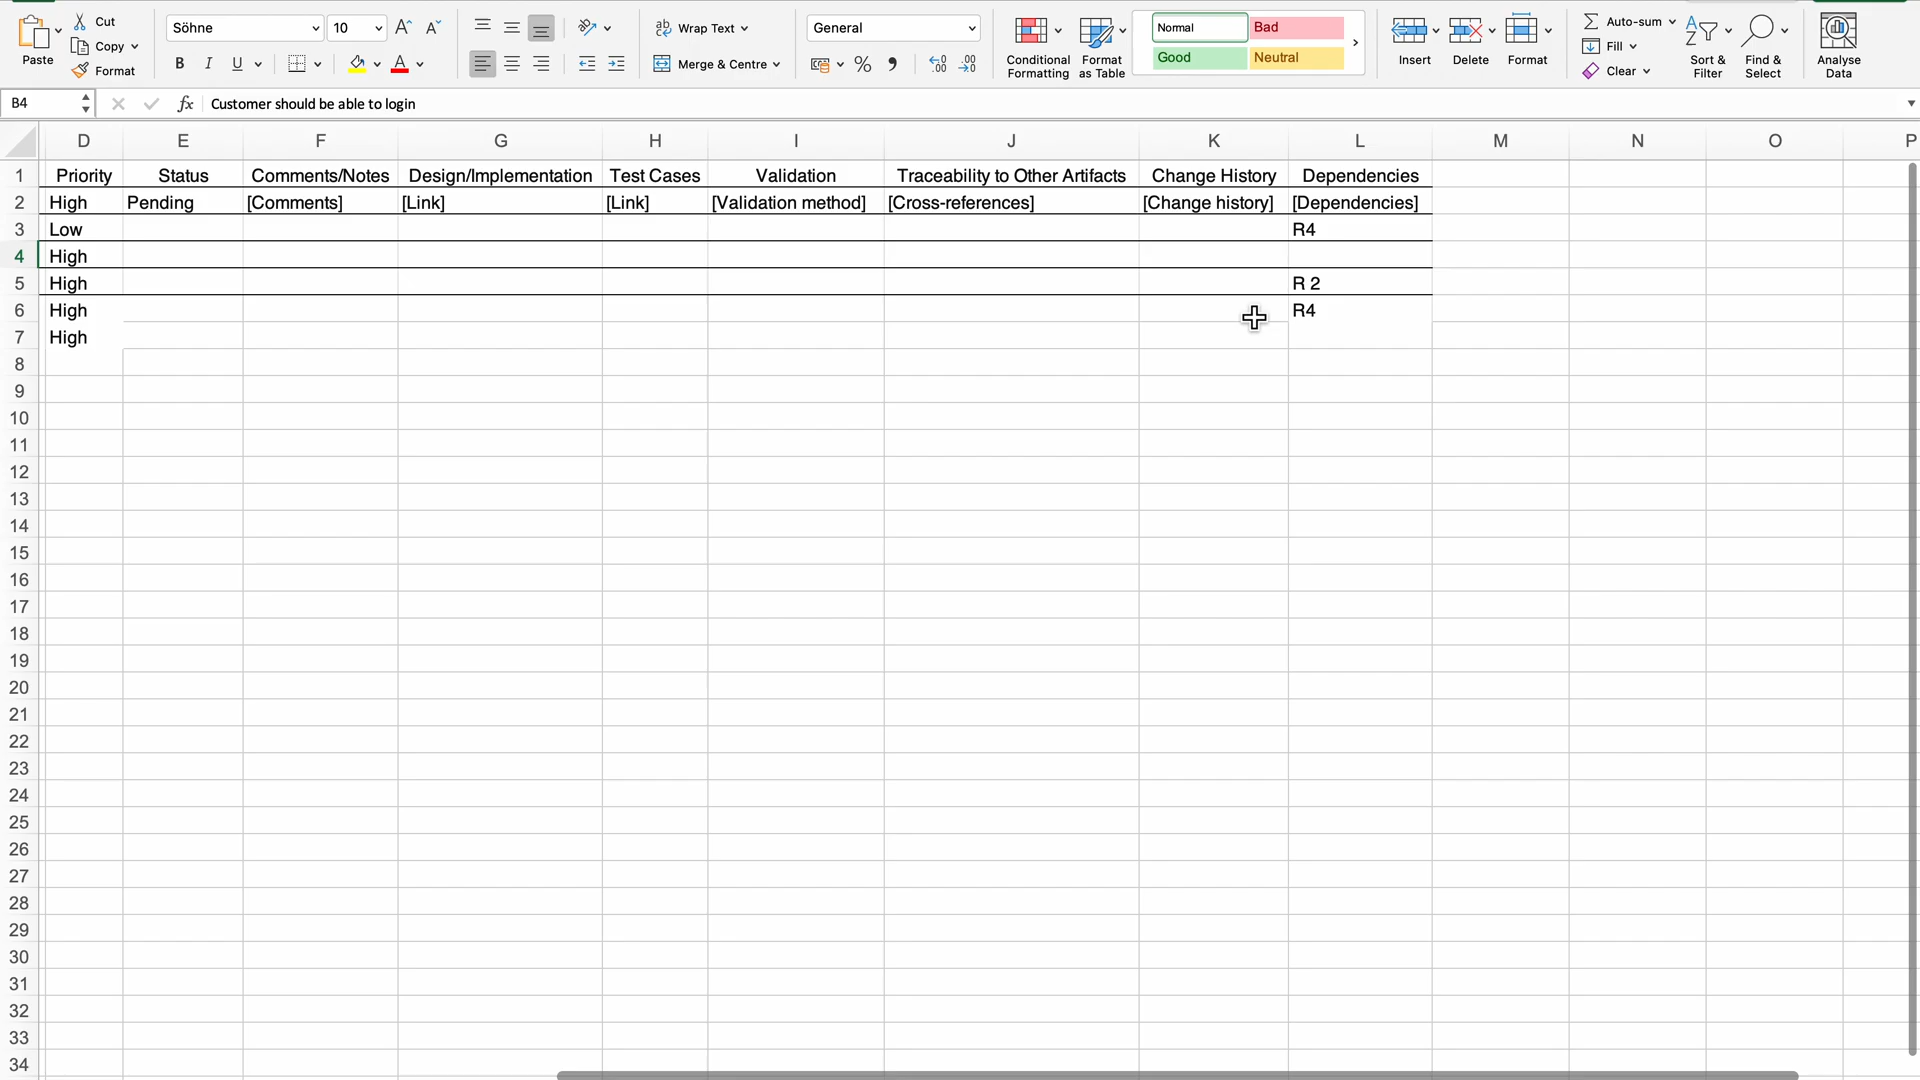 Paste
Cut
Copy
Format
Söhne
10
B I U
A
Wrap Text
Merge & Centre
General
%
Conditional
Formatting
Format
as Table
Normal
Bad
Good
Neutral
Insert
Delete
Format
Auto-sum
Fill
Clear
Sort &
Filter
Find &
Select
Analyse
Data
B4 fx Customer should be able to login
D E F G H I J K L M N O P
1 Priority Status Comments/Notes Design/Implementation Test Cases Validation Traceability to Other Artifacts Change History Dependencies
2 High Pending [Comments] [Link] [Link] [Validation method] [Cross-references] [Change history] [Dependencies]
3 Low R4
4 High
5 High R 2
6 High R4
7 High
8
9
10
11
12
13
14
15
16
17
18
19
20
21
22
23
24
25
26
27
28
29
30
31
32
33
34